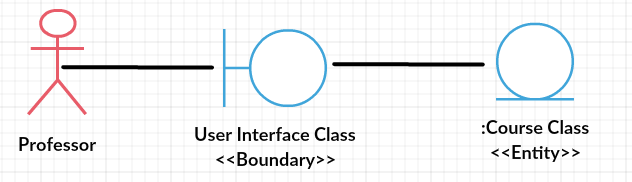 Professor
User Interface Class
<<Boundary>>
:Course Class
<<Entity>>